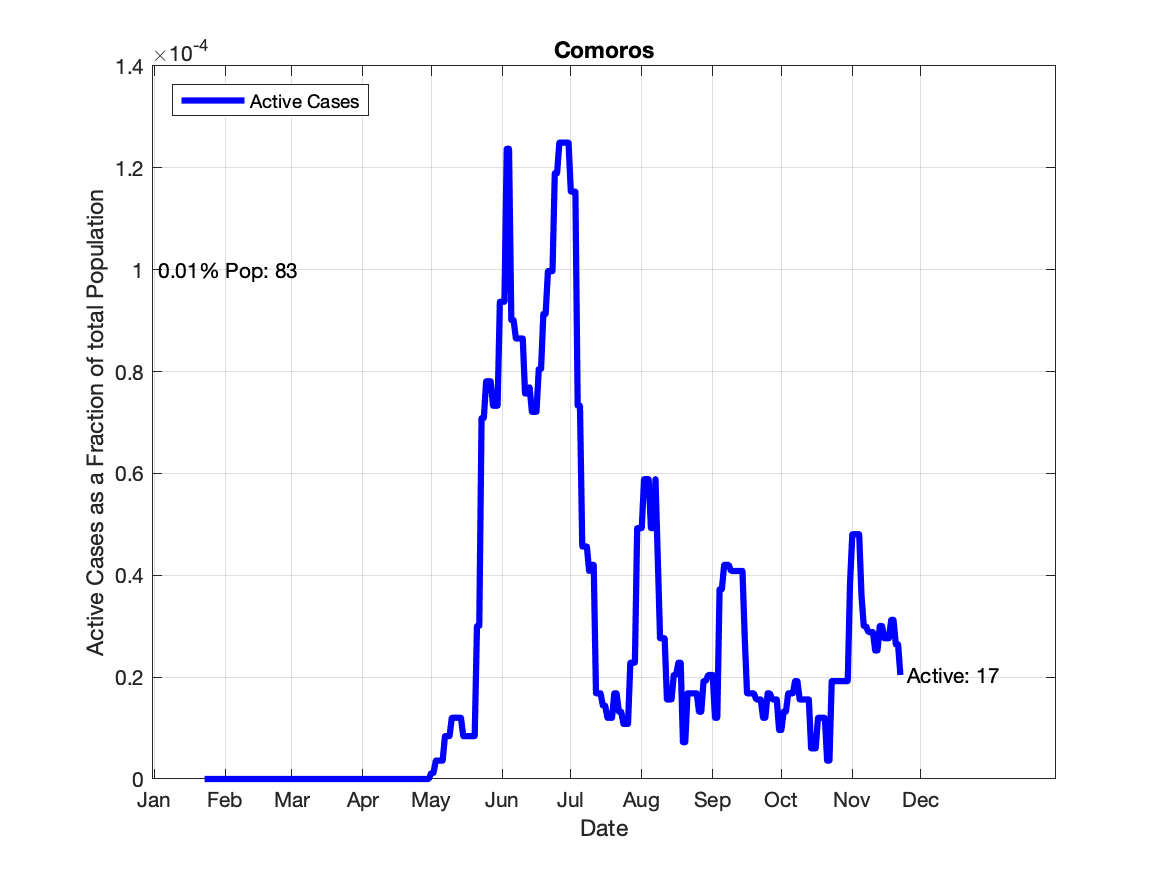 Comoros
×10-4
1.4
Active Cases
1.2
1
0.01% Pop: 83
0.8
0.6
0.4
0.2
Active: 17
0
Jan Feb Mar Apr May Jun Jul Aug Sep Oct Nov Dec
Date
Active Cases as a Fraction of total Population